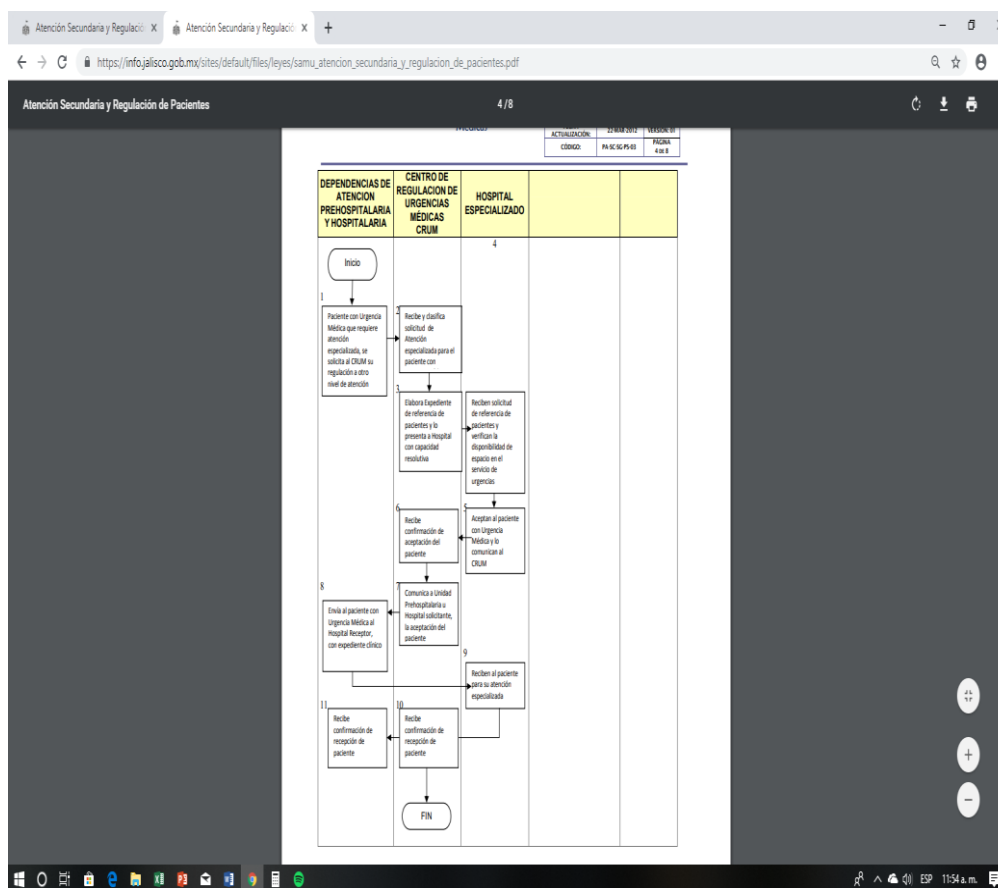 Atención Secundaria y Regulació
Atención Secundaria y Regulació
https://info.jalisco.gob.mx/sites/default/files/leyes/samu_atencion_secundaria_y_regulacion_de_pacientes.pdf
Atención Secundaria y Regulación de Pacientes
4 / 8
ACTUALIZACIÓN:
22-MAR-2012
VERSIÓN: 01
CÓDIGO:
PA-SC-SG-PS-03
PÁGINA
4 DE 8
DEPENDENCIAS DE
ATENCION
PREHOSPITALARIA
Y HOSPITALARIA
CENTRO DE
REGULACION DE
URGENCIAS
MÉDICAS
CRUM
HOSPITAL
ESPECIALIZADO
4
Inicio
1
Paciente con Urgencia
Médica que requiere
atención
especializada, se
solicita al CRUM su
regulación a otro
nivel de atención
2
Recibe y clasifica
solicitud de
Atención
especializada para el
paciente con
3
Elabora Expediente
de referencia de
pacientes y lo
presenta a Hospital
con capacidad
resolutiva
Reciben solicitud
de referencia de
pacientes y
verifican la
disponibilidad de
espacio en el
servicio de
urgencias
6
Recibe
confirmación de
aceptación del
paciente
5
Aceptan al paciente
con Urgencia
Médica y lo
comunican al
CRUM
8
Envía al paciente con
Urgencia Médica al
Hospital Receptor,
con expediente clínico
7
Comunica a Unidad
Prehospitalaria u
Hospital solicitante,
la aceptación del
paciente
9
Reciben al paciente
para su atención
especializada
11
Recibe
confirmación de
recepción de
paciente
10
Recibe
confirmación de
recepción de
paciente
FIN
ESP
11:54 a. m.